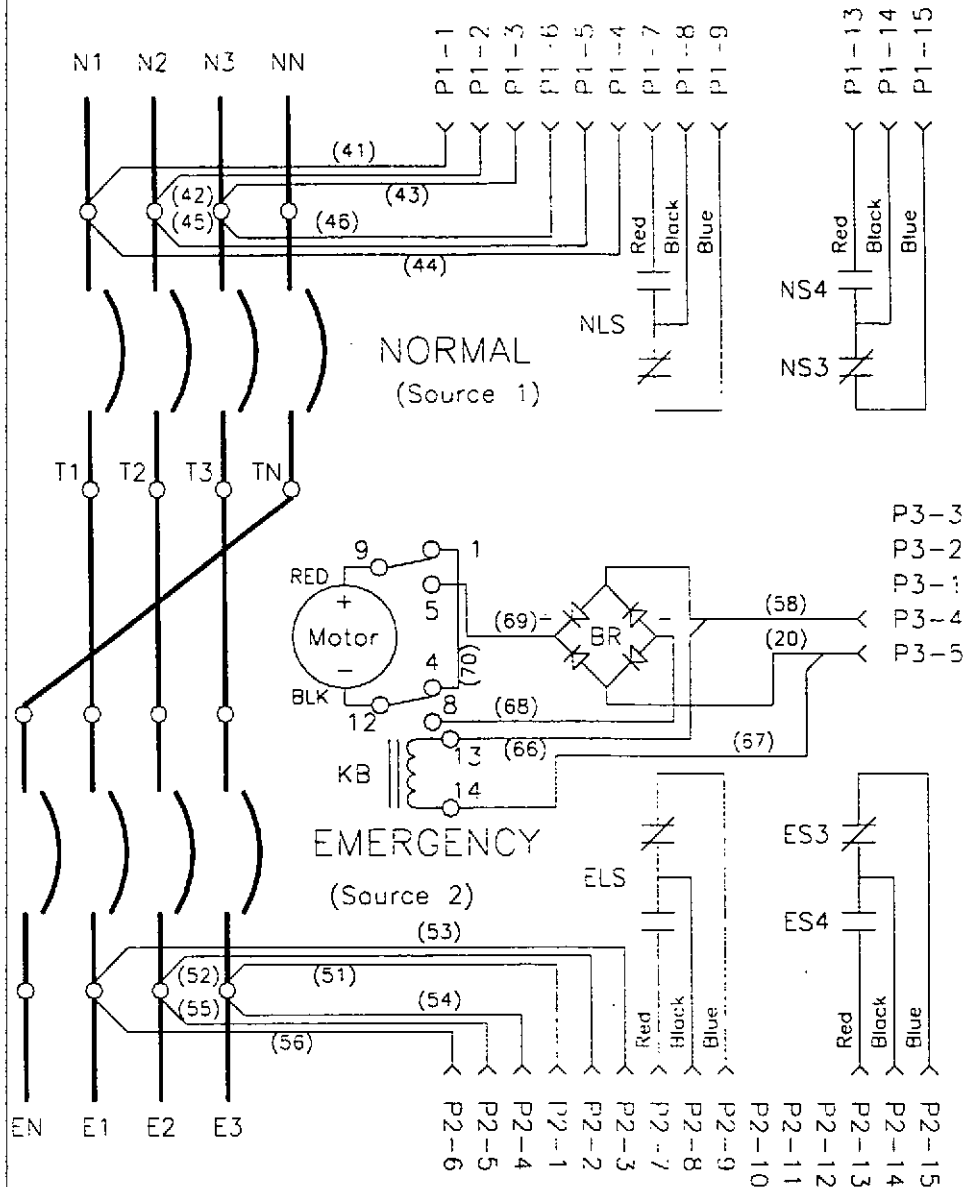 N1 N2 N3 NN
P1-1
P1-2
P1-3
P1-6
P1-5
P1-4
P1-7
P1-8
P1-9
P1-13
P1-14
P1-15
(41)
(42)
(43)
(45)
(46)
(44)
Red
Black
Blue
Red
Black
Blue
NLS
NS4
NS3
NORMAL
(Source 1)
T1 T2 T3 TN
P3-3
P3-2
P3-1
P3-4
P3-5
9
1
RED
+
5
Motor
-
4
BLK
12
8
(70)
(69)
-
BR
-
(58)
(20)
(68)
13
(66)
(67)
KB
14
EMERGENCY
(Source 2)
ELS
ES3
ES4
(53)
(52)
(51)
(55)
(54)
(56)
Red
Black
Blue
Red
Black
Blue
EN E1 E2 E3
P2-6
P2-5
P2-4
P2-1
P2-2
P2-3
P2-7
P2-8
P2-9
P2-10
P2-11
P2-12
P2-13
P2-14
P2-15